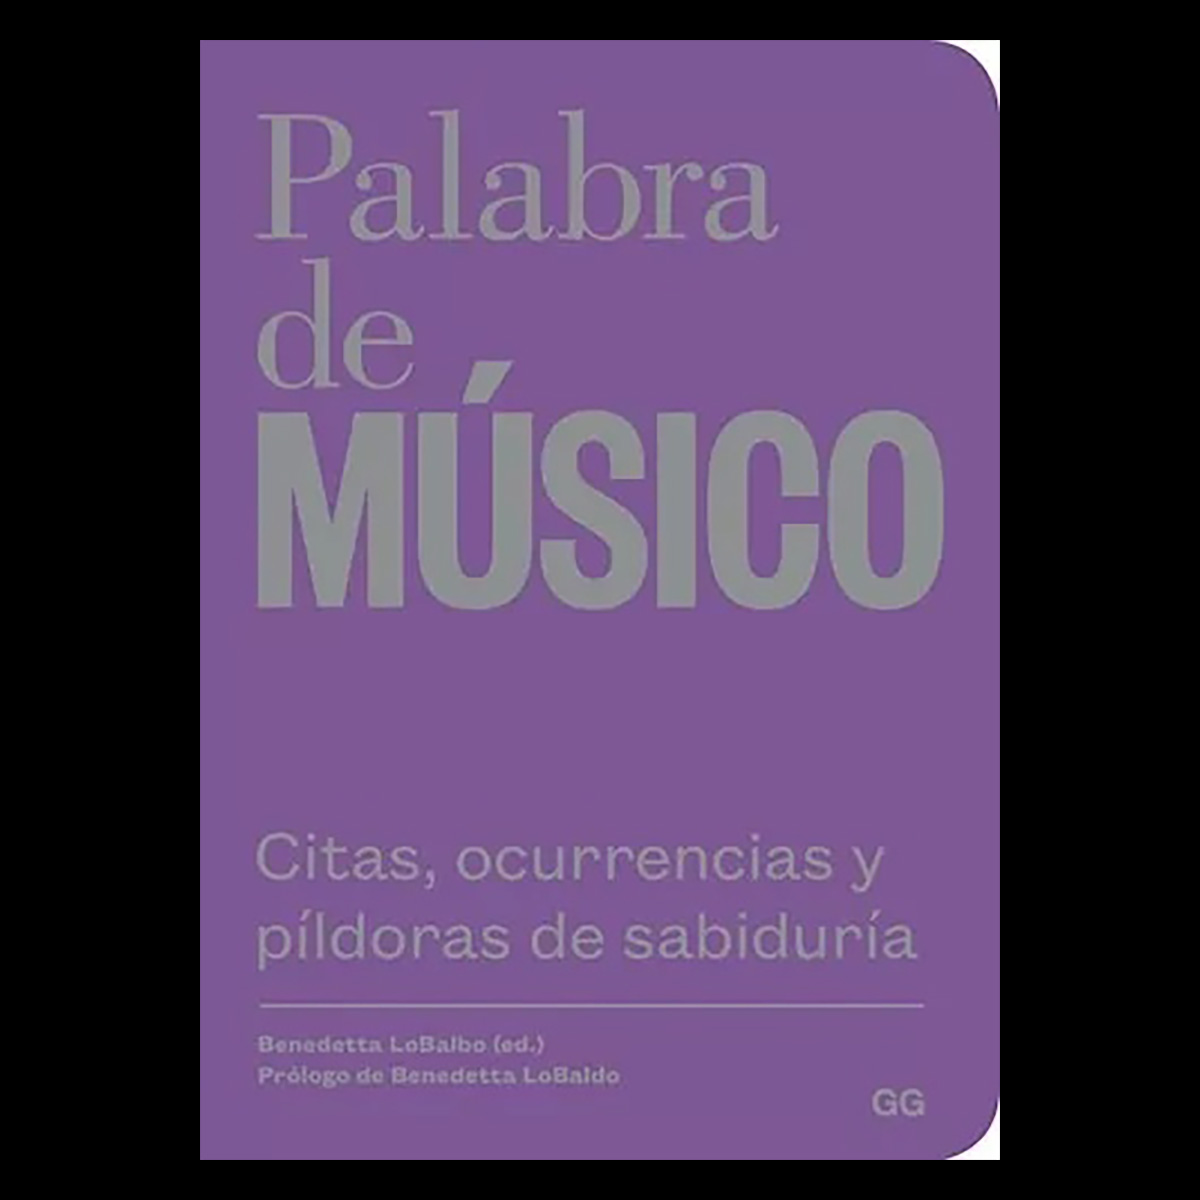 Palabra
de
MÚSICO
Citas, ocurrencias y
píldoras de sabiduría
Benedetta LoBalbo (ed.)
Prólogo de Benedetta LoBaldo
GG